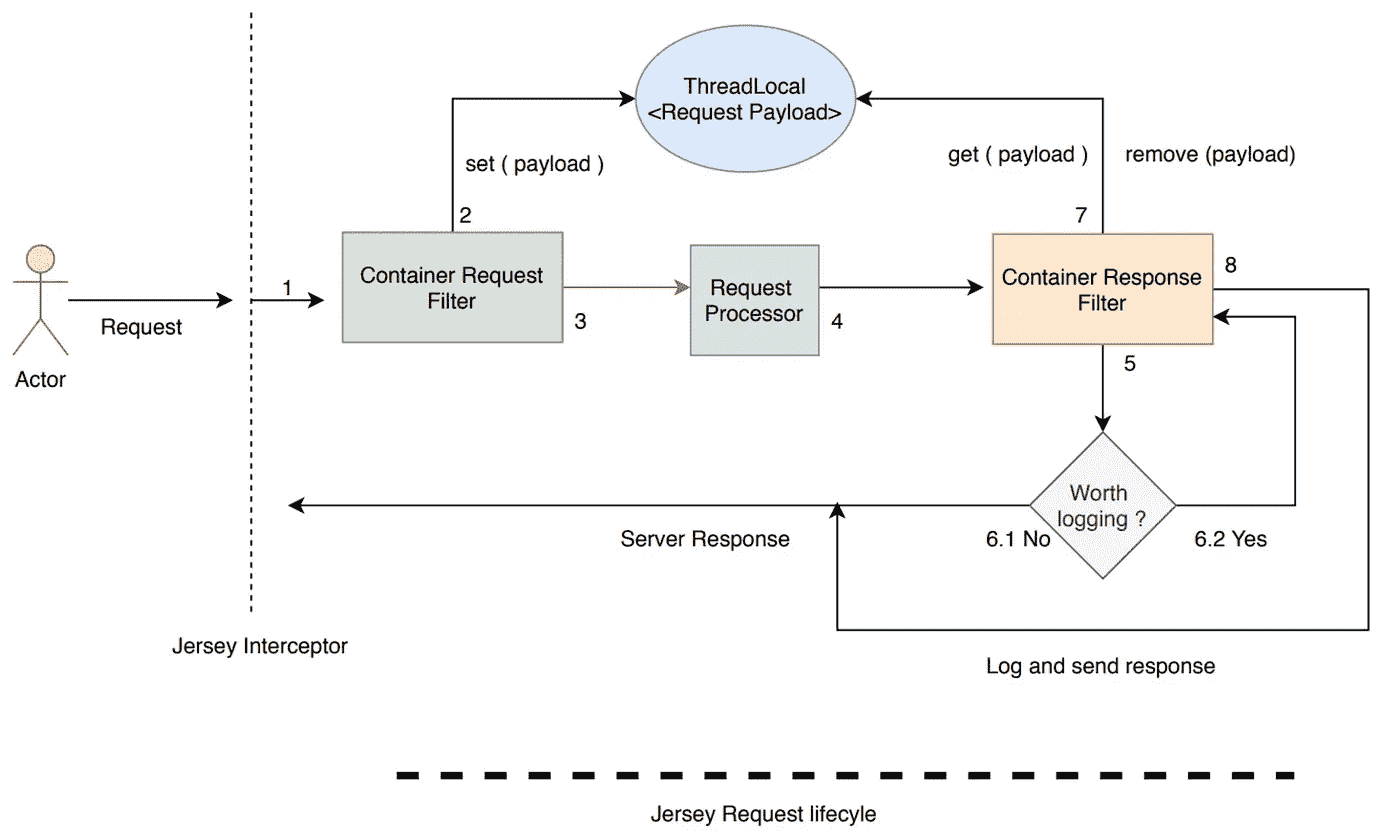 ThreadLocal
<Request Payload>
set ( payload )
get ( payload )
remove (payload)
2
7
Container Request
Filter
Request
Processor
Container Response
Filter
8
1
3
4
Request
Actor
5
Worth
logging ?
6.1 No
6.2 Yes
Server Response
Jersey Interceptor
Log and send response
Jersey Request lifecyle